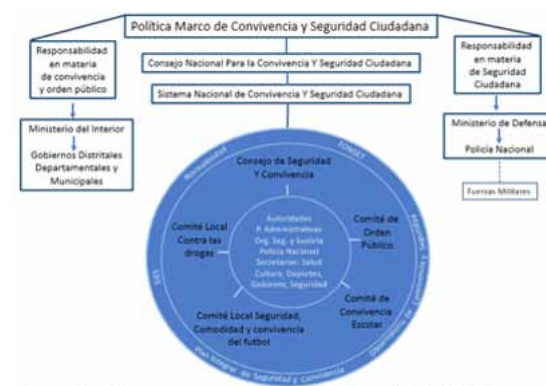 Política Marco de Convivencia y Seguridad Ciudadana
Responsabilidad
en materia
de convivencia
y orden público
Ministerio del Interior
Gobiernos Distritales
Departamentales y
Municipales
Consejo Nacional Para la Convivencia Y Seguridad Ciudadana
Sistema Nacional de Convivencia Y Seguridad Ciudadana
Responsabilidad
en materia
de Seguridad
Ciudadana
Ministerio de Defensa
Policía Nacional
Fuerzas Militares
Normatividad
FONSET
Consejo de Seguridad
Y Convivencia
Comité Local
Contra las
drogas
Autoridades
P. Administrativas
Org. Seg. y Justicia
Policía Nacional
Secretarías: Salud
Cultura, Deportes,
Gobierno, Seguridad
Comité de
Orden
Público
Comité de
Convivencia
Escolar
Comité Local Seguridad,
Comodidad y convivencia
del futbol
Plan Integral de Seguridad y Convivencia